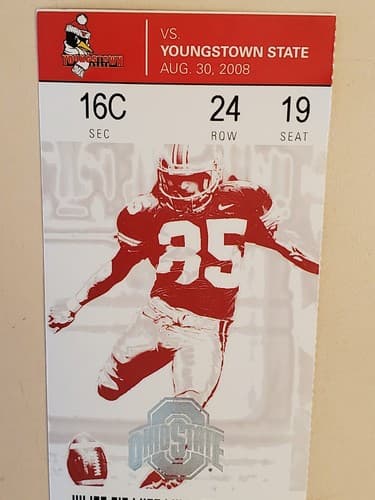 VS.
YOUNGSTOWN
YOUNGSTOWN STATE
AUG. 30, 2008
16C 24 19
SEC ROW SEAT
85
OHIO STATE